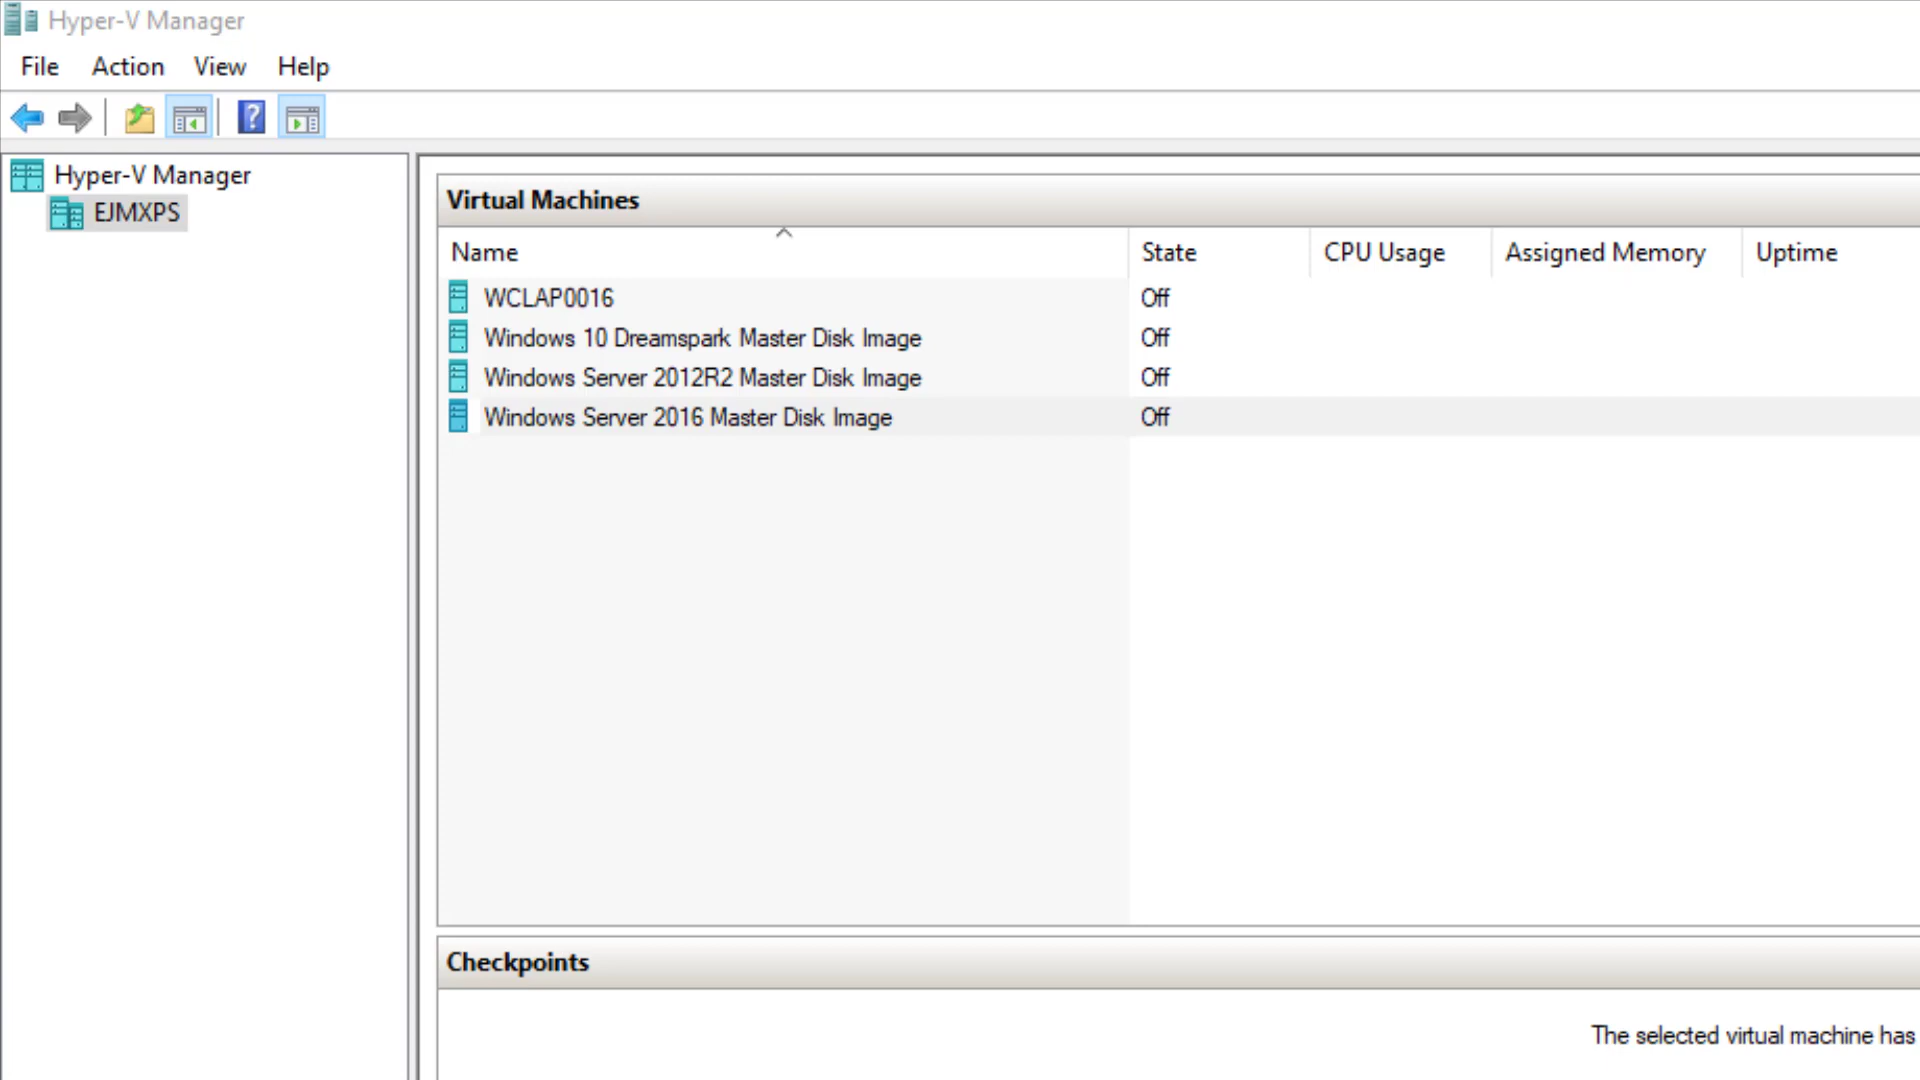 Hyper-V Manager
File Action View Help
Hyper-V Manager
EJMXPS
Virtual Machines
Name State CPU Usage Assigned Memory Uptime
WCLAP0016 Off
Windows 10 Dreamspark Master Disk Image Off
Windows Server 2012R2 Master Disk Image Off
Windows Server 2016 Master Disk Image Off
Checkpoints
The selected virtual machine has